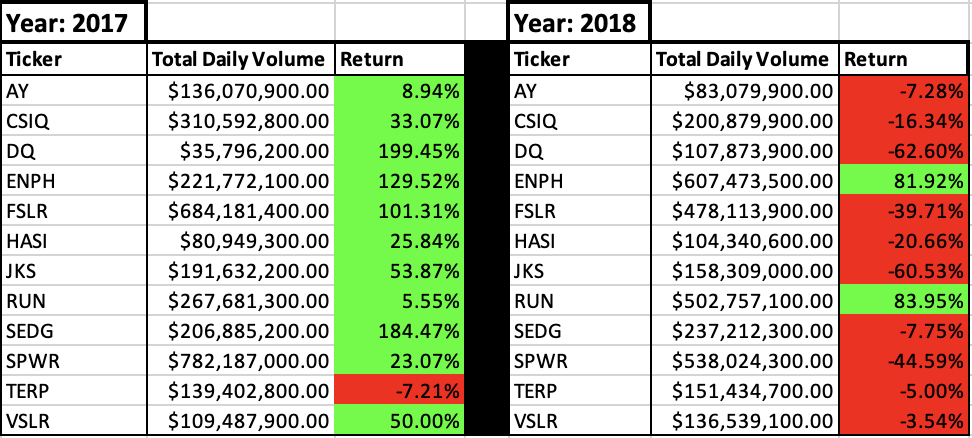 Year: 2017 Year: 2018
Ticker Total Daily Volume Return Ticker Total Daily Volume Return
AY $136,070,900.00 8.94% AY $83,079,900.00 -7.28%
CSIQ $310,592,800.00 33.07% CSIQ $200,879,900.00 -16.34%
DQ $35,796,200.00 199.45% DQ $107,873,900.00 -62.60%
ENPH $221,772,100.00 129.52% ENPH $607,473,500.00 81.92%
FSLR $684,181,400.00 101.31% FSLR $478,113,900.00 -39.71%
HASI $80,949,300.00 25.84% HASI $104,340,600.00 -20.66%
JKS $191,632,200.00 53.87% JKS $158,309,000.00 -60.53%
RUN $267,681,300.00 5.55% RUN $502,757,100.00 83.95%
SEDG $206,885,200.00 184.47% SEDG $237,212,300.00 -7.75%
SPWR $782,187,000.00 23.07% SPWR $538,024,300.00 -44.59%
TERP $139,402,800.00 -7.21% TERP $151,434,700.00 -5.00%
VSLR $109,487,900.00 50.00% VSLR $136,539,100.00 -3.54%